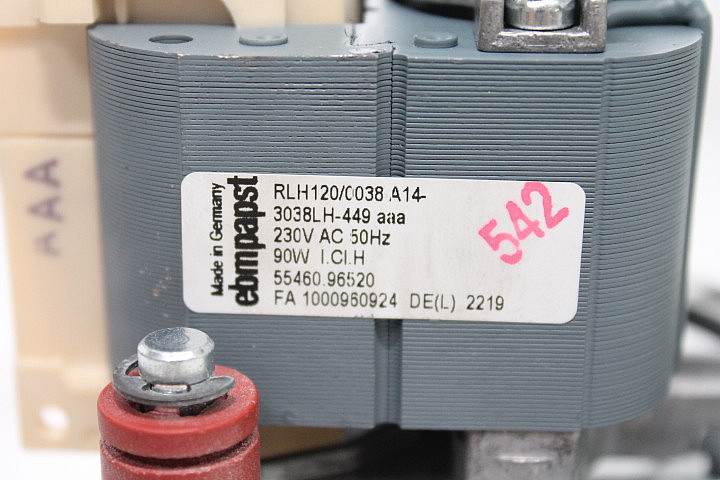 Made in Germany
ebmpapst
RLH120/0038 A14-
3038LH-449 aaa
230V AC 50Hz
90W I.Cl.H
55460.96520
FA 1000960924 DE(L) 2219
542
AAA